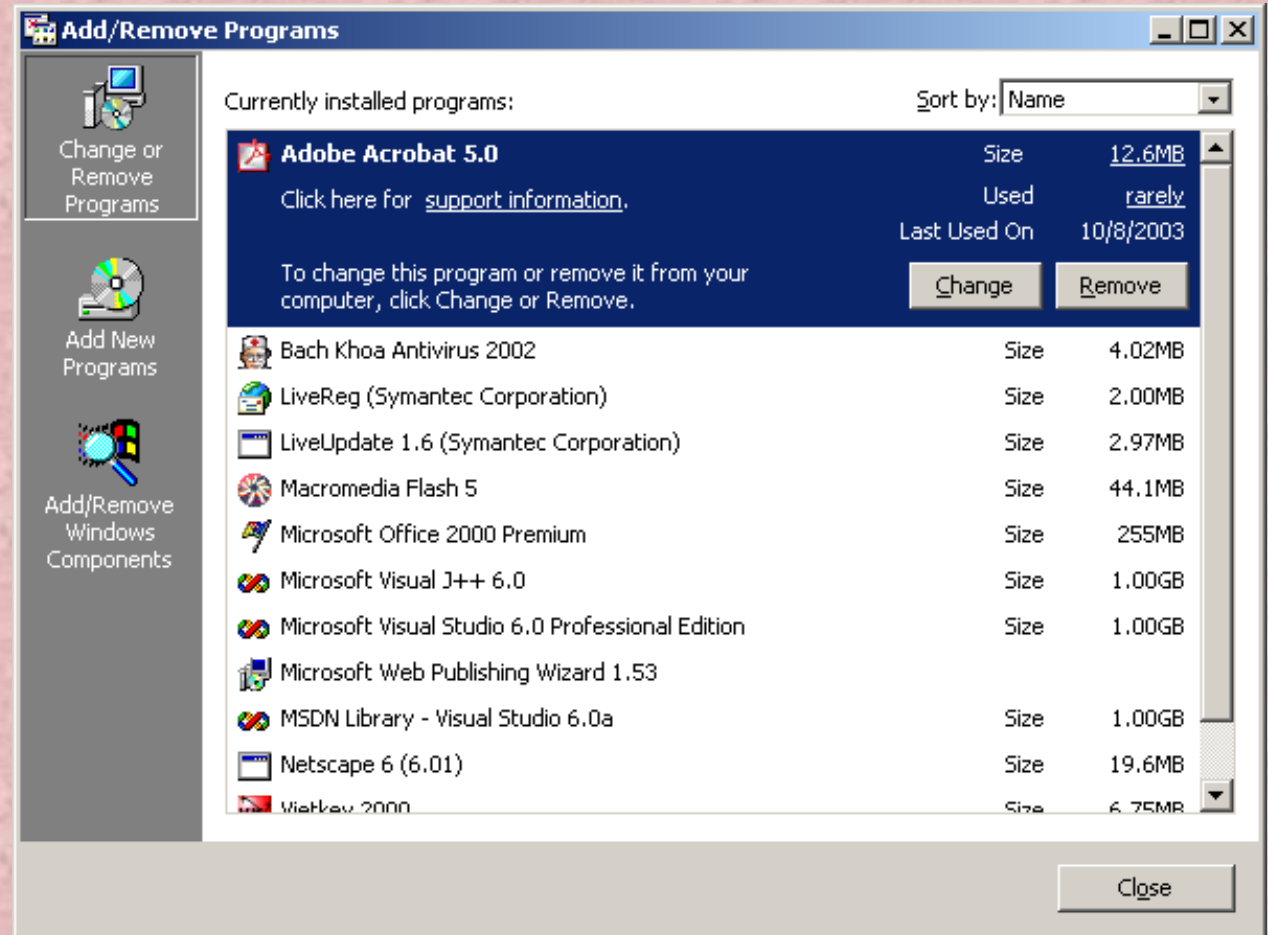 Add/Remove Programs
Change or
Remove
Programs
Add New
Programs
Add/Remove
Windows
Components
Currently installed programs:
Sort by: Name
Adobe Acrobat 5.0 Size 12.6MB
Click here for support information. Used rarely
Last Used On 10/8/2003
To change this program or remove it from your
computer, click Change or Remove.
Change Remove
Bach Khoa Antivirus 2002 Size 4.02MB
LiveReg (Symantec Corporation) Size 2.00MB
LiveUpdate 1.6 (Symantec Corporation) Size 2.97MB
Macromedia Flash 5 Size 44.1MB
Microsoft Office 2000 Premium Size 255MB
Microsoft Visual J++ 6.0 Size 1.00GB
Microsoft Visual Studio 6.0 Professional Edition Size 1.00GB
Microsoft Web Publishing Wizard 1.53
MSDN Library - Visual Studio 6.0a Size 1.00GB
Netscape 6 (6.01) Size 19.6MB
Vietkey 2000 Size 6.75MB
Close